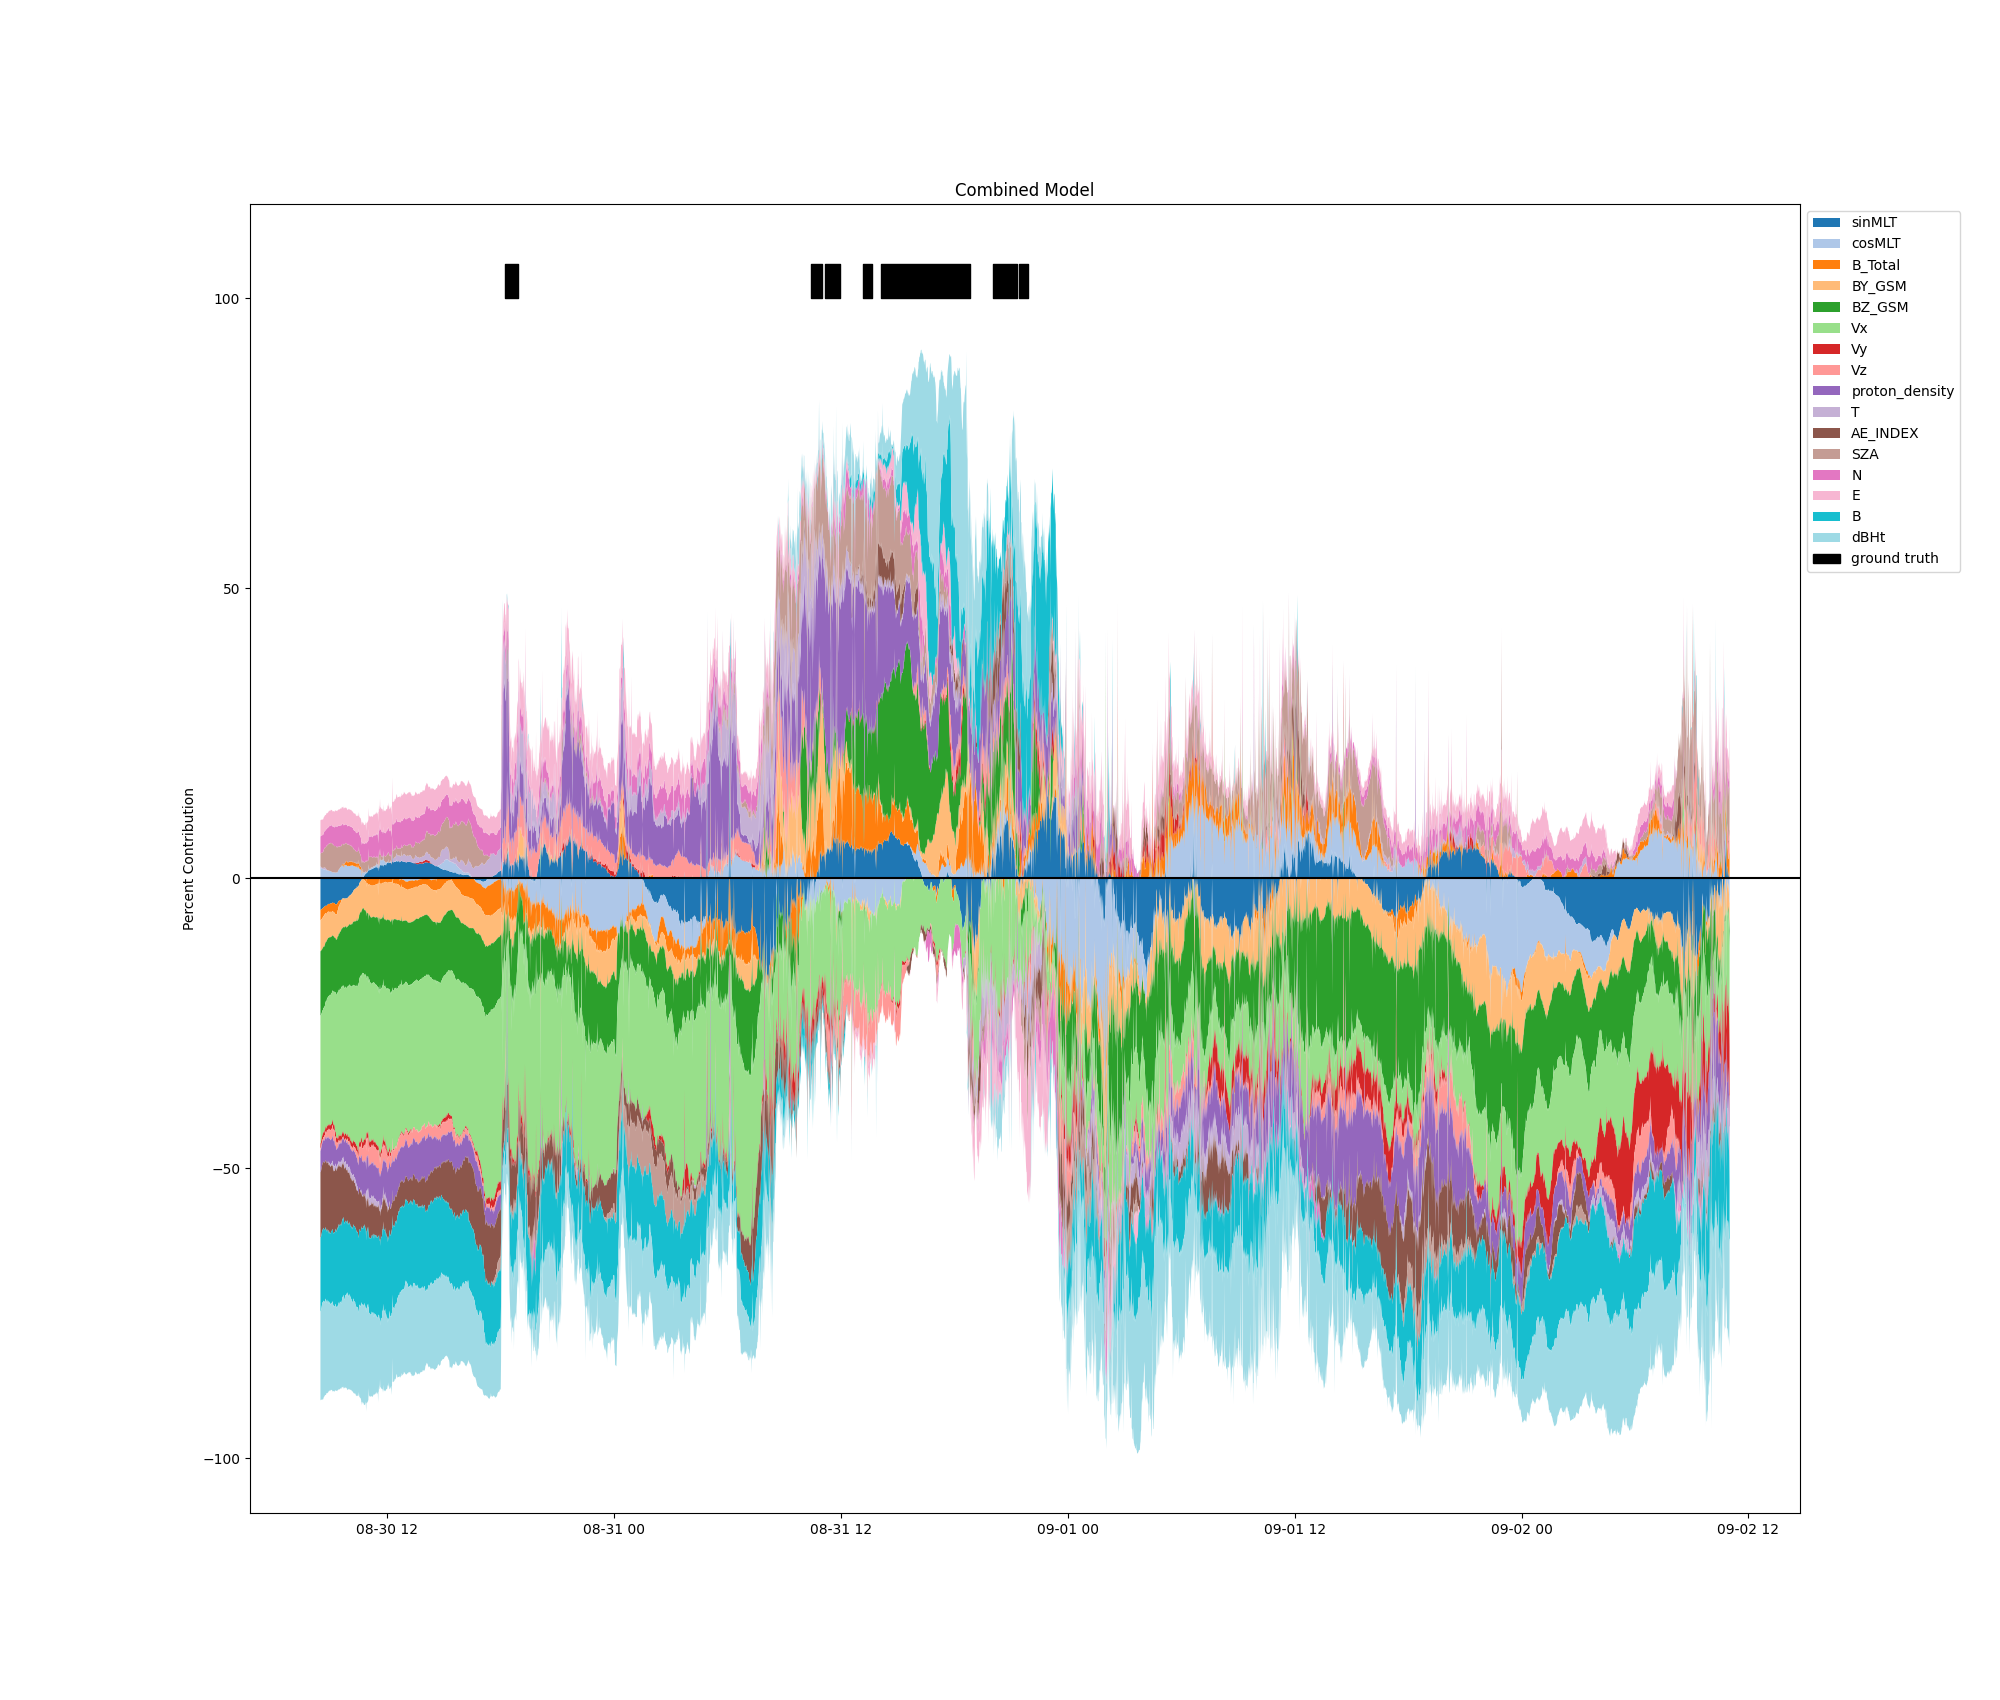 Combined Model
Percent Contribution
100
50
0
−50
−100
08-30 12
08-31 00
08-31 12
09-01 00
09-01 12
09-02 00
09-02 12
sinMLT
cosMLT
B_Total
BY_GSM
BZ_GSM
Vx
Vy
Vz
proton_density
T
AE_INDEX
SZA
N
E
B
dBHt
ground truth